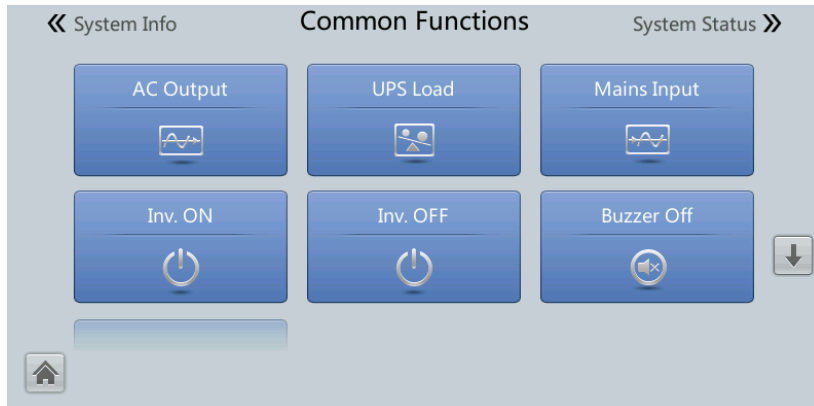 « System Info
Common Functions
System Status »
AC Output
UPS Load
Mains Input
Inv. ON
Inv. OFF
Buzzer Off